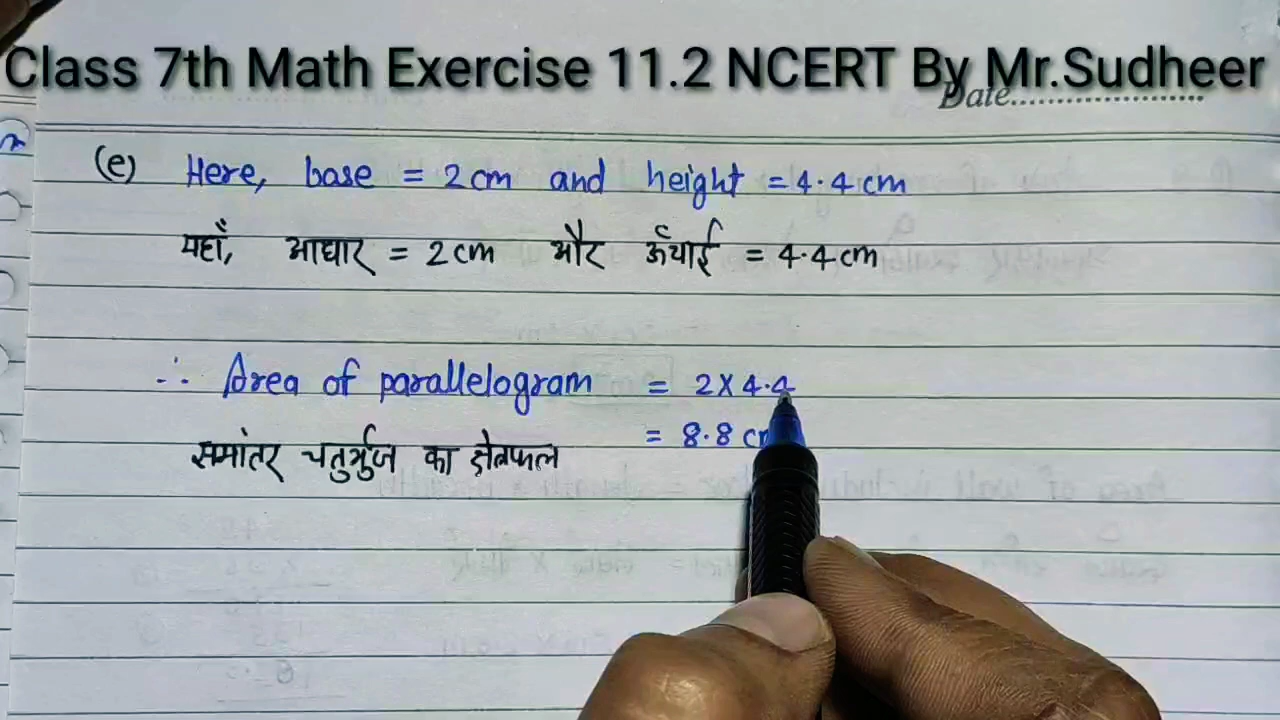 Class 7th Math Exercise 11.2 NCERT By Mr.Sudheer
Date
(e) Here, base = 2 cm and height = 4.4 cm
यहाँ, आधार = 2 cm और ऊँचाई = 4.4 cm
∴ Area of parallelogram = 2 x 4.4
= 8.8
समांतर चतुर्भुज का क्षेत्रफल